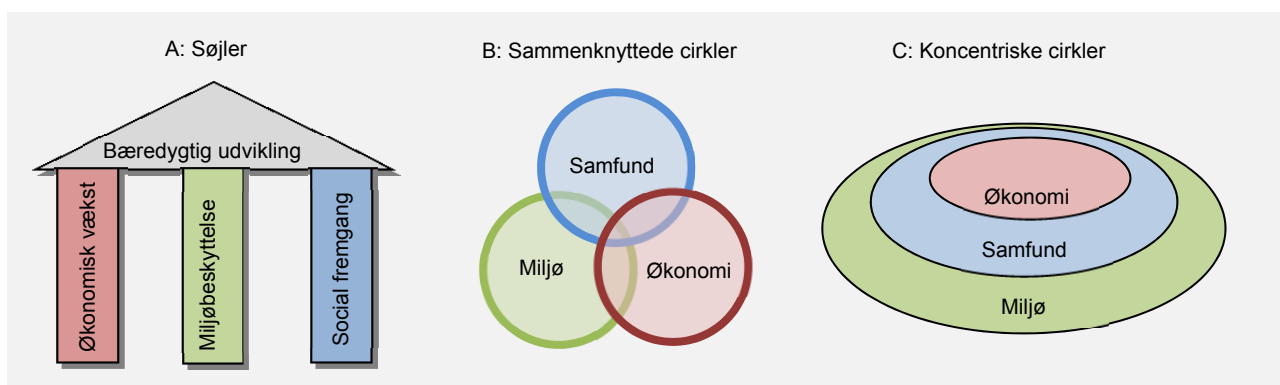 A: Søjler
Bæredygtig udvikling
Økonomisk vækst
Miljøbeskyttelse
Social fremgang
B: Sammenknyttede cirkler
Samfund
Miljø
Økonomi
C: Koncentriske cirkler
Økonomi
Samfund
Miljø